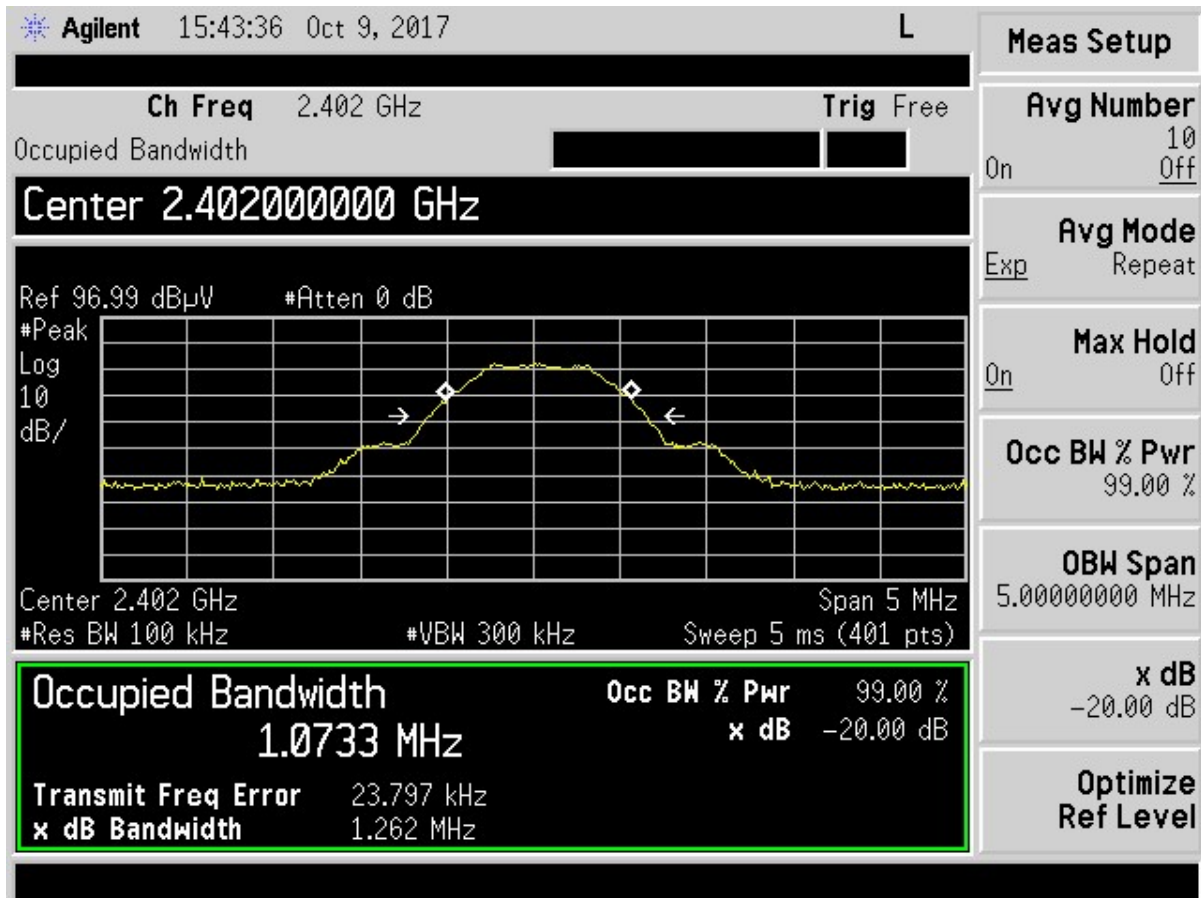 Agilent 15:43:36 Oct 9, 2017 L
Ch Freq 2.402 GHz Trig Free
Occupied Bandwidth
Center 2.402000000 GHz
Ref 96.99 dBµV #Atten 0 dB
#Peak
Log
10
dB/
Center 2.402 GHz Span 5 MHz
#Res BW 100 kHz #VBW 300 kHz Sweep 5 ms (401 pts)
Occupied Bandwidth Occ BW % Pwr 99.00 %
1.0733 MHz x dB -20.00 dB
Transmit Freq Error 23.797 kHz
x dB Bandwidth 1.262 MHz
Meas Setup
Avg Number
10
On Off
Avg Mode
Exp Repeat
Max Hold
On Off
Occ BW % Pwr
99.00 %
OBW Span
5.00000000 MHz
x dB
-20.00 dB
Optimize
Ref Level